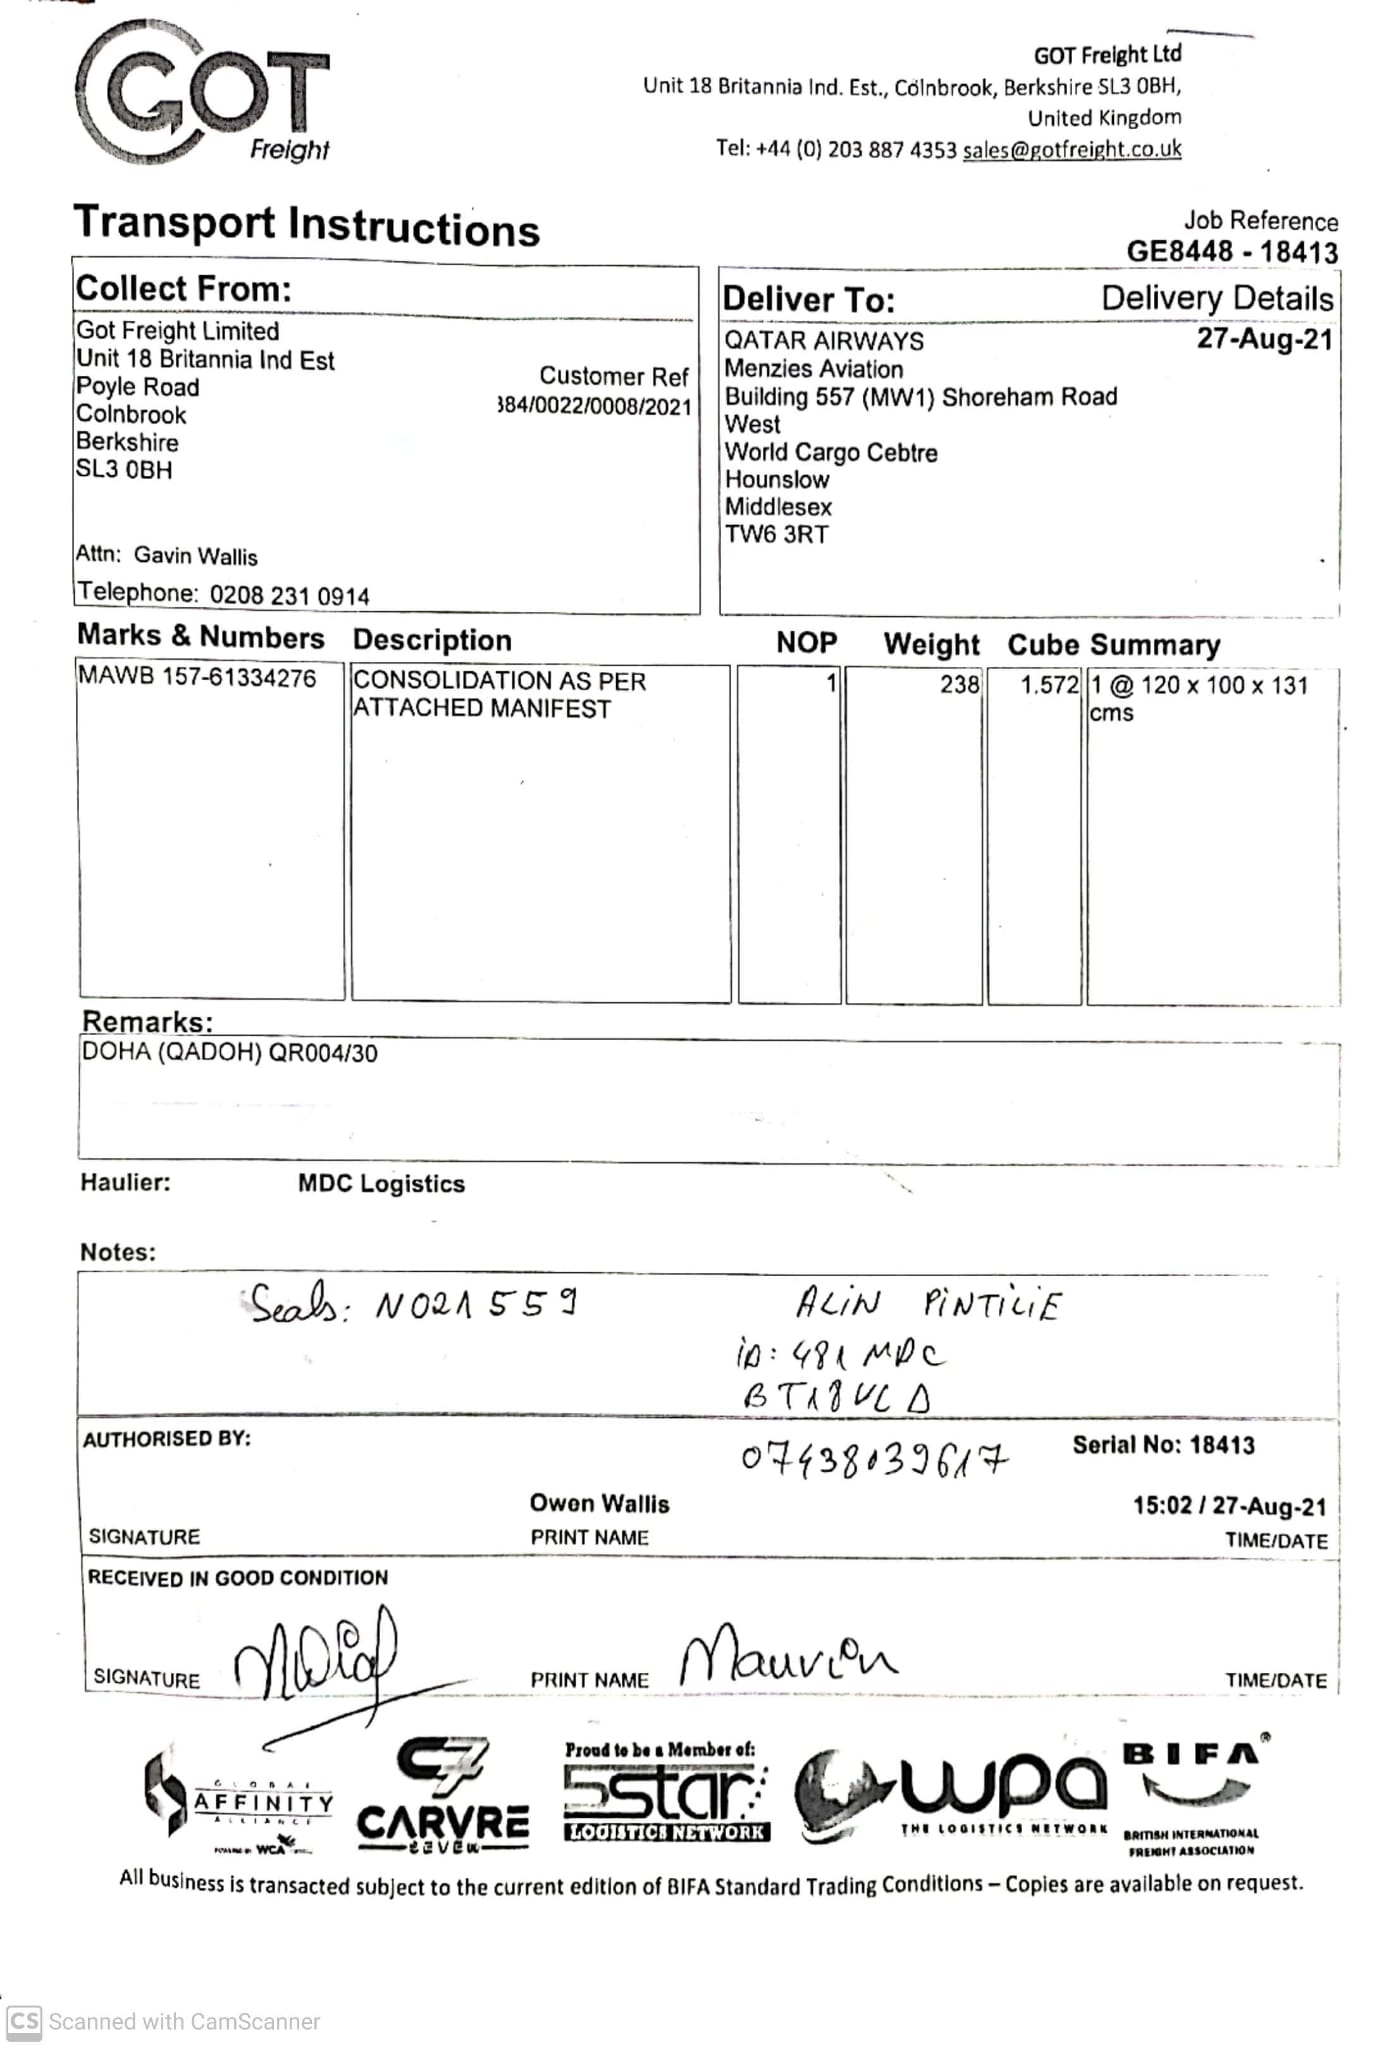 GOT
Freight
GOT Freight Ltd
Unit 18 Britannia Ind. Est., Colnbrook, Berkshire SL3 0BH,
United Kingdom
Tel: +44 (0) 203 887 4353 sales@gotfreight.co.uk
Transport Instructions
Job Reference
GE8448 - 18413
Collect From:
Got Freight Limited
Unit 18 Britannia Ind Est
Poyle Road
Colnbrook
Berkshire
SL3 0BH
Customer Ref
384/0022/0008/2021
Attn: Gavin Wallis
Telephone: 0208 231 0914
Deliver To: Delivery Details
QATAR AIRWAYS 27-Aug-21
Menzies Aviation
Building 557 (MW1) Shoreham Road
West
World Cargo Cebtre
Hounslow
Middlesex
TW6 3RT
Marks & Numbers Description NOP Weight Cube Summary
MAWB 157-61334276 CONSOLIDATION AS PER 1 238 1.572 1 @ 120 x 100 x 131
ATTACHED MANIFEST cms
Remarks:
DOHA (QADOH) QR004/30
Haulier: MDC Logistics
Notes:
Seals: N021559 ALIN PINTILIE
ID: 481 MDC
BT18VLD
AUTHORISED BY: 07438039617 Serial No: 18413
Owen Wallis 15:02 / 27-Aug-21
SIGNATURE PRINT NAME TIME/DATE
RECEIVED IN GOOD CONDITION
SIGNATURE PRINT NAME TIME/DATE
GLOBAL
AFFINITY
ALLIANCE
POWERED BY WCA
C7
CARVRE
SEVEN
Proud to be a Member of:
5star
LOGISTICS NETWORK
wpa
THE LOGISTICS NETWORK
BIFA®
BRITISH INTERNATIONAL
FREIGHT ASSOCIATION
All business is transacted subject to the current edition of BIFA Standard Trading Conditions – Copies are available on request.
CS Scanned with CamScanner